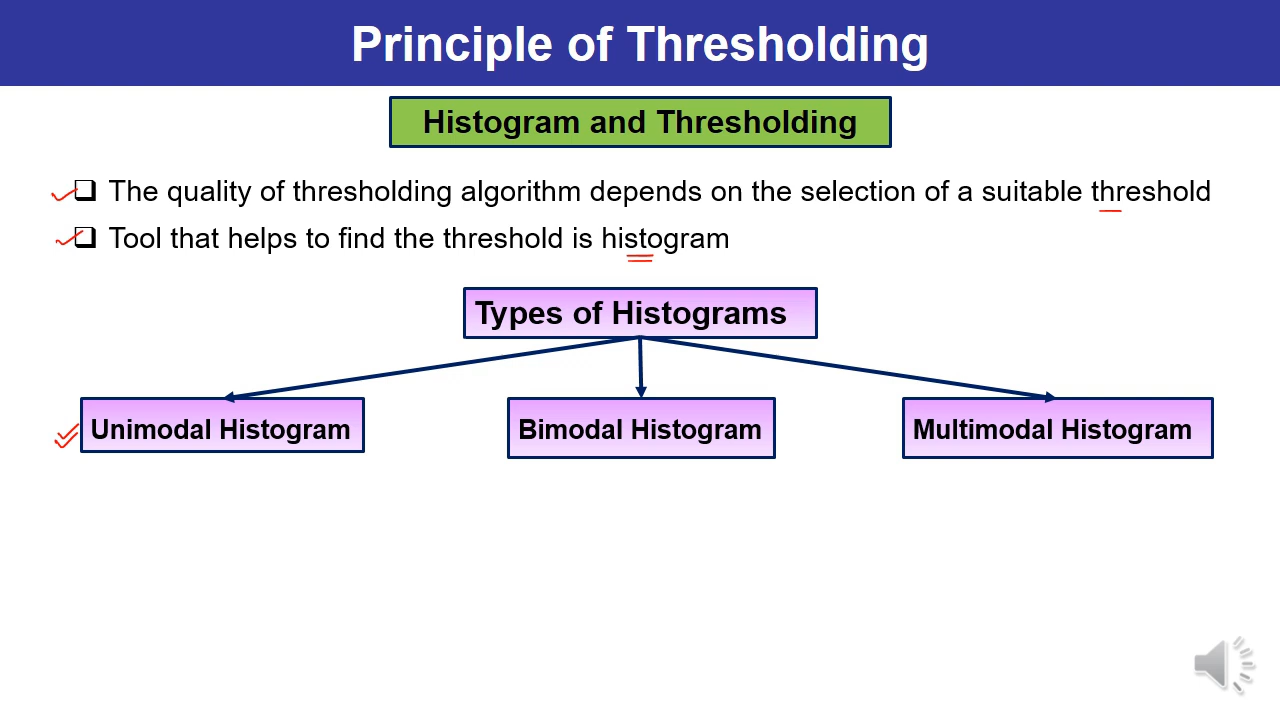 Principle of Thresholding
Histogram and Thresholding
The quality of thresholding algorithm depends on the selection of a suitable threshold
Tool that helps to find the threshold is histogram
Types of Histograms
Unimodal Histogram
Bimodal Histogram
Multimodal Histogram